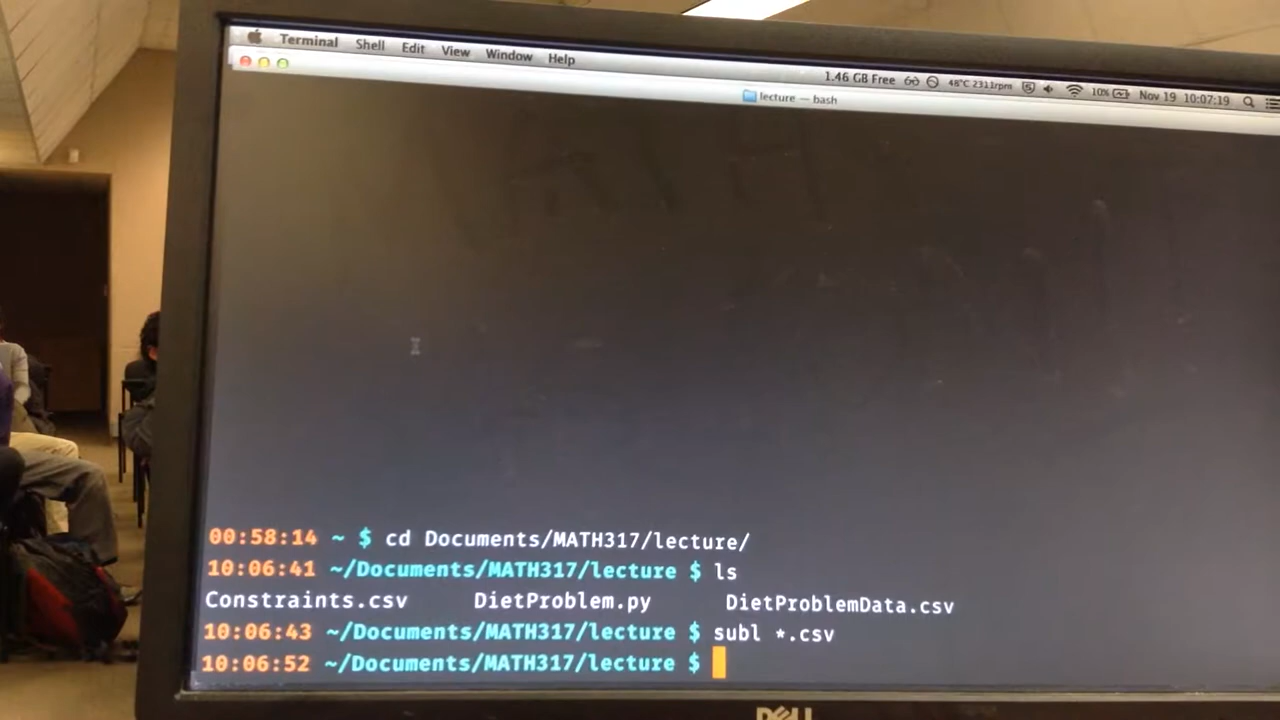 Terminal Shell Edit View Window Help
1.46 GB Free 48°C 2311rpm 10% Nov 19 10:07:19
lecture — bash
00:58:14 ~ $ cd Documents/MATH317/lecture/
10:06:41 ~/Documents/MATH317/lecture $ ls
Constraints.csv DietProblem.py DietProblemData.csv
10:06:43 ~/Documents/MATH317/lecture $ subl *.csv
10:06:52 ~/Documents/MATH317/lecture $
DELL